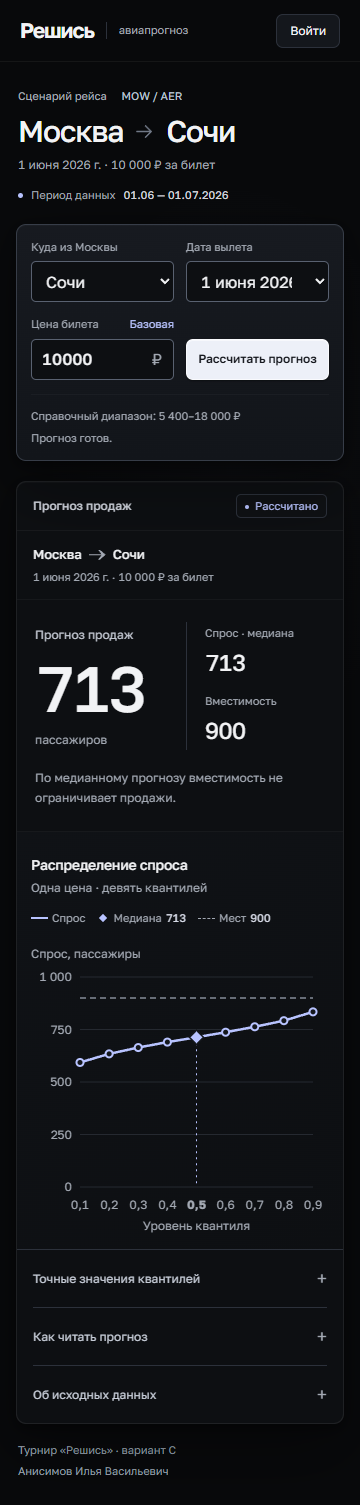 Решись
авиапрогноз
Войти
Сценарий рейса MOW / AER
Москва → Сочи
1 июня 2026 г. · 10 000 ₽ за билет
Период данных 01.06 — 01.07.2026
Куда из Москвы
Дата вылета
Сочи
1 июня 2026
Цена билета
Базовая
10000 ₽
Рассчитать прогноз
Справочный диапазон: 5 400–18 000 ₽
Прогноз готов.
Прогноз продаж
Рассчитано
Москва → Сочи
1 июня 2026 г. · 10 000 ₽ за билет
Прогноз продаж
713
пассажиров
Спрос · медиана
713
Вместимость
900
По медианному прогнозу вместимость не
ограничивает продажи.
Распределение спроса
Одна цена · девять квантилей
Спрос
Медиана 713
Мест 900
Спрос, пассажиры
1 000
750
500
250
0
0,1 0,2 0,3 0,4 0,5 0,6 0,7 0,8 0,9
Уровень квантиля
Точные значения квантилей +
Как читать прогноз +
Об исходных данных +
Турнир «Решись» · вариант C
Анисимов Илья Васильевич